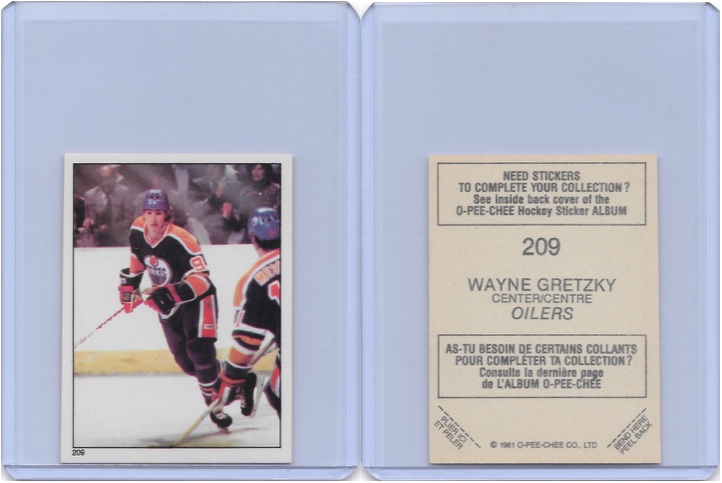 209
NEED STICKERS
TO COMPLETE YOUR COLLECTION?
See inside back cover of the
O-PEE-CHEE Hockey Sticker ALBUM
209
WAYNE GRETZKY
CENTER/CENTRE
OILERS
AS-TU BESOIN DE CERTAINS COLLANTS
POUR COMPLÉTER TA COLLECTION?
Consulte la dernière page
de L'ALBUM O-PEE-CHEE
PLIER ICI
ET PELER
© 1981 O-PEE-CHEE CO., LTD
BEND HERE
PEEL BACK